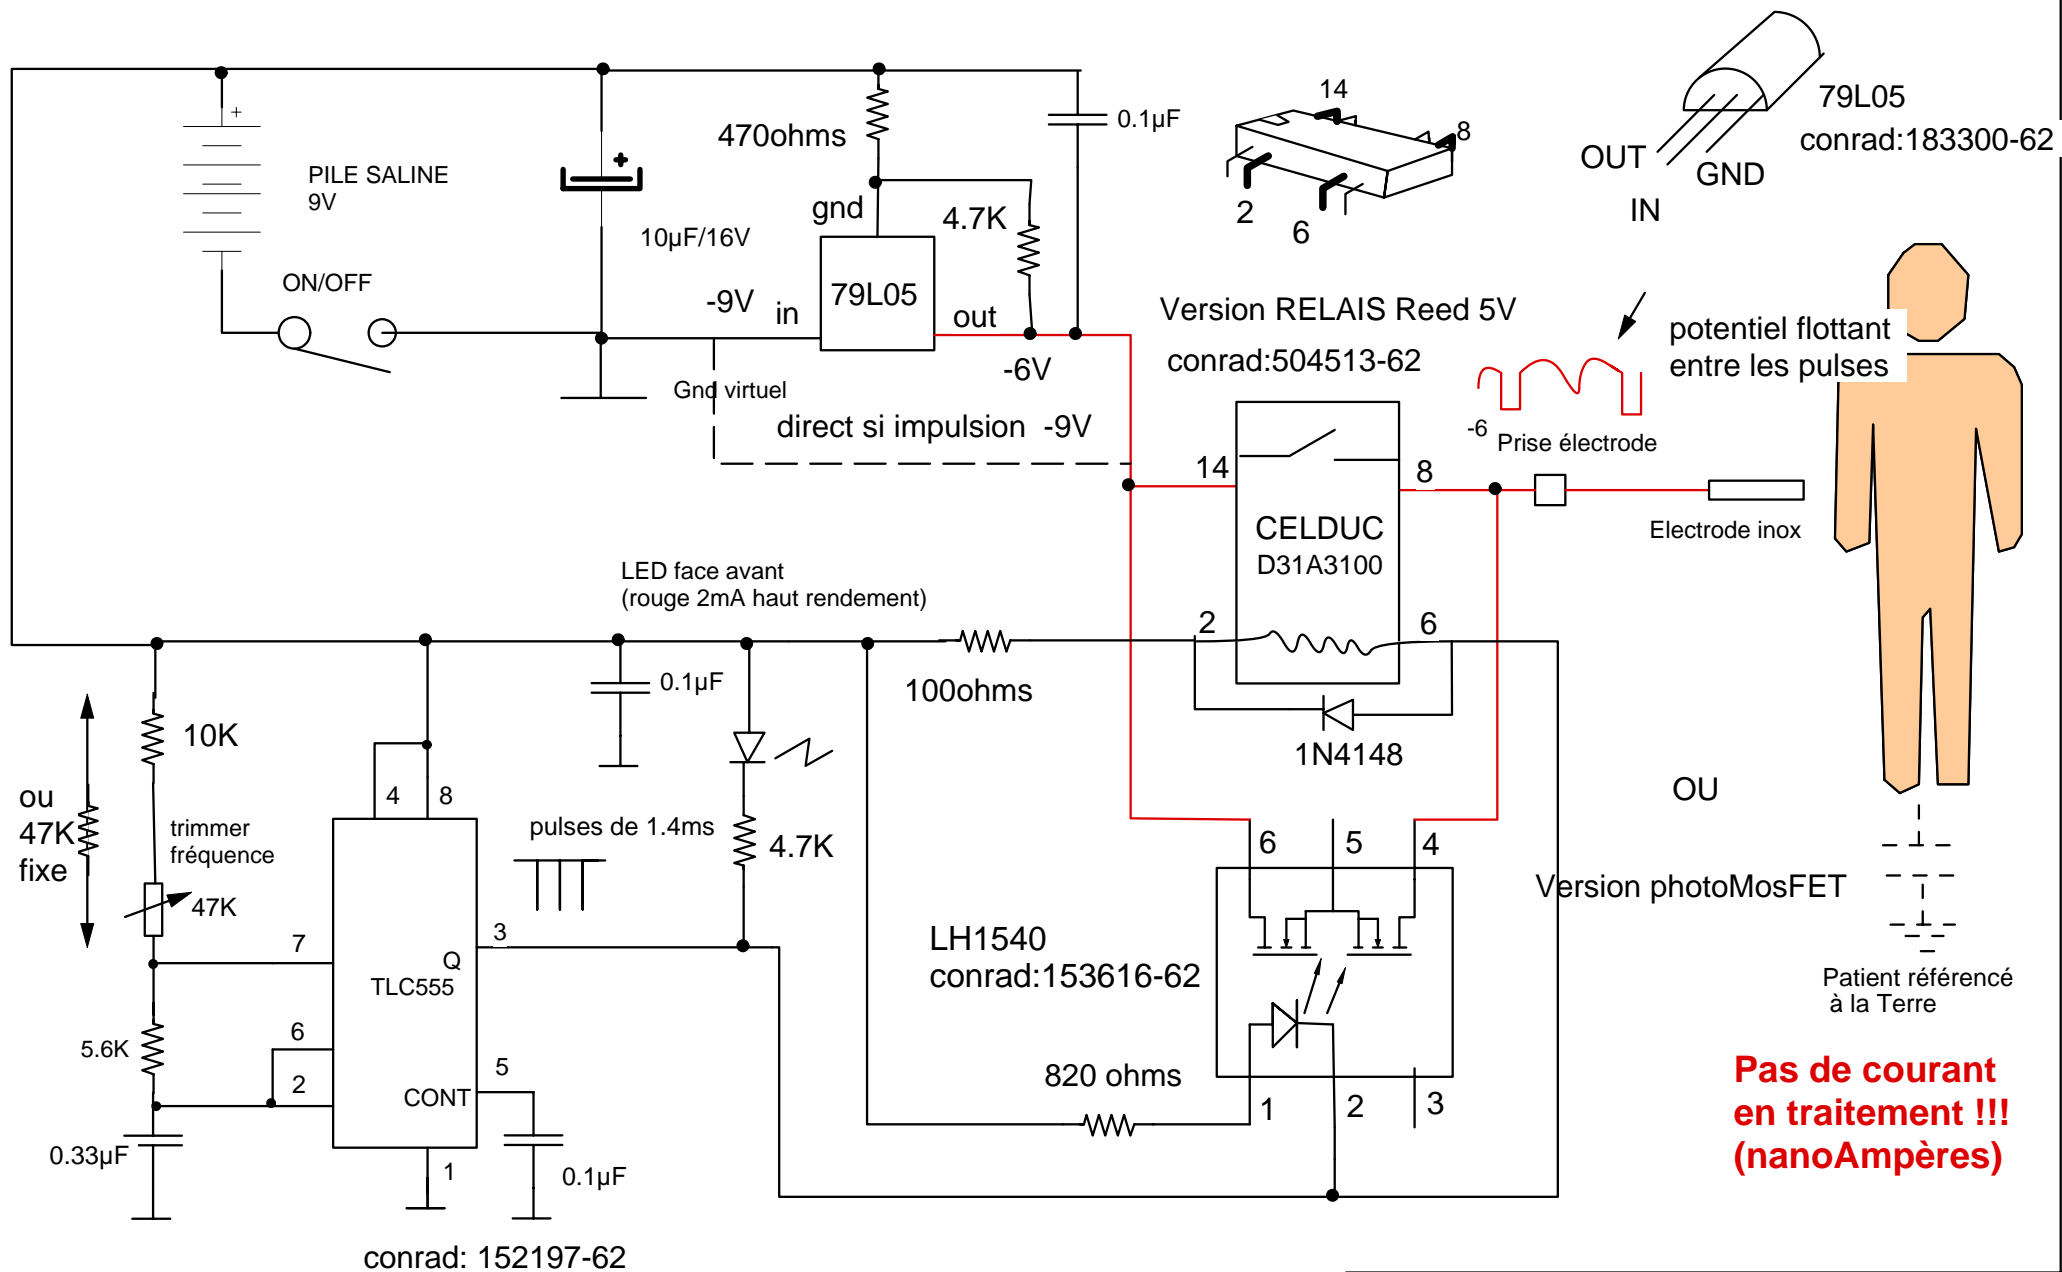 +
PILE SALINE
9V
ON/OFF
+
10µF/16V
470ohms
gnd
4.7K
0.1µF
-9V
in
79L05
out
-6V
Gnd virtuel
direct si impulsion  -9V
14
8
2
6
79L05
conrad:183300-62
OUT
GND
IN
Version RELAIS Reed 5V
conrad:504513-62
potentiel flottant
entre les pulses
-6
Prise électrode
Electrode inox
14
8
CELDUC
D31A3100
2
6
LED face avant
(rouge 2mA haut rendement)
100ohms
1N4148
0.1µF
10K
ou
47K
fixe
trimmer
fréquence
47K
4
8
pulses de 1.4ms
4.7K
7
3
Q
TLC555
6
5.6K
2
5
CONT
0.33µF
1
0.1µF
conrad: 152197-62
OU
Version photoMosFET
6
5
4
LH1540
conrad:153616-62
820 ohms
1
2
3
Patient référencé
à la Terre
Pas de courant
en traitement !!!
(nanoAmpères)